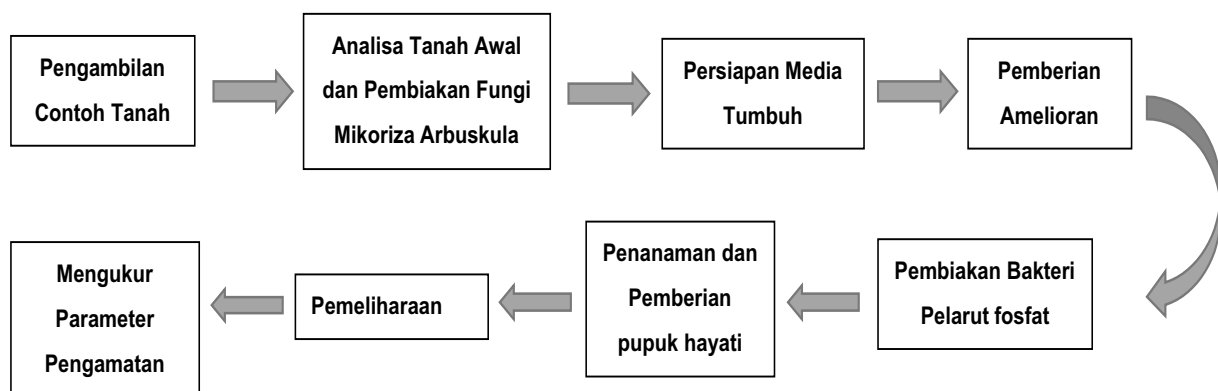 Pengambilan
Contoh Tanah
Analisa Tanah Awal
dan Pembiakan Fungi
Mikoriza Arbuskula
Persiapan Media
Tumbuh
Pemberian
Amelioran
Pembiakan Bakteri
Pelarut fosfat
Penanaman dan
Pemberian
pupuk hayati
Pemeliharaan
Mengukur
Parameter
Pengamatan